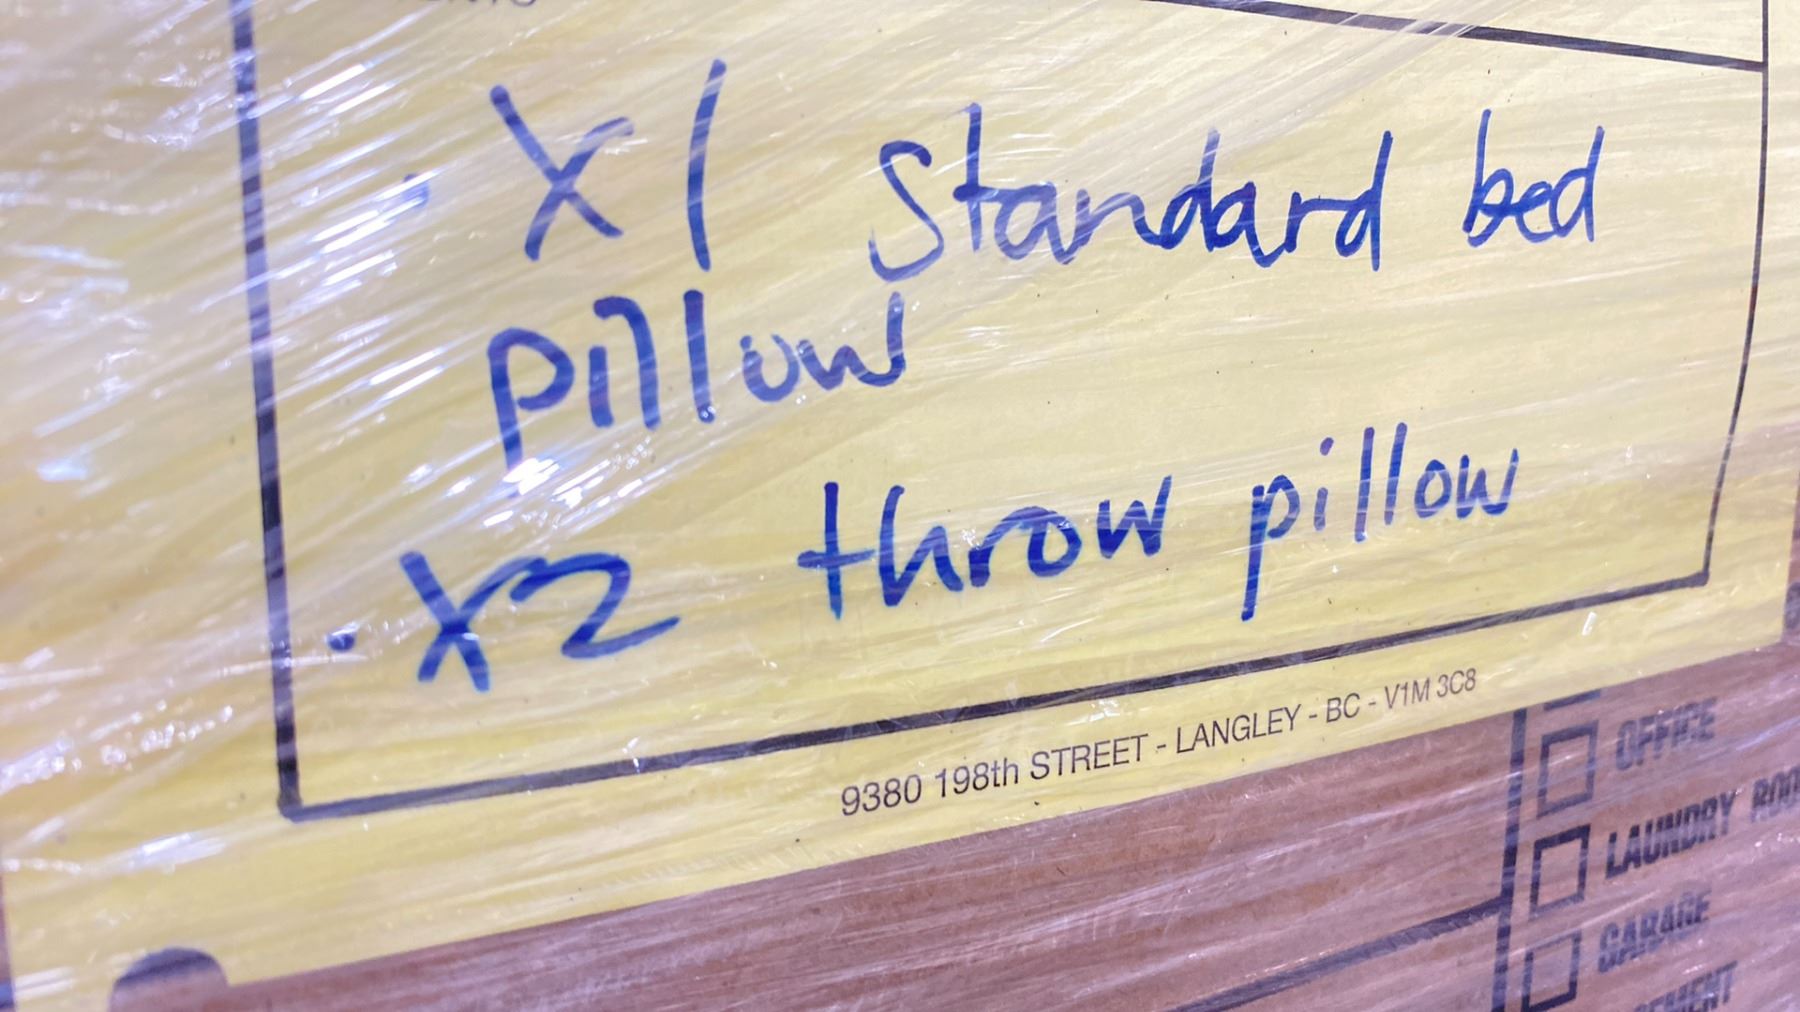 · X1 Standard bed
pillow
· X2 throw pillow
9380 198th STREET - LANGLEY - BC - V1M 3C8
OFFICE
LAUNDRY
GARAGE